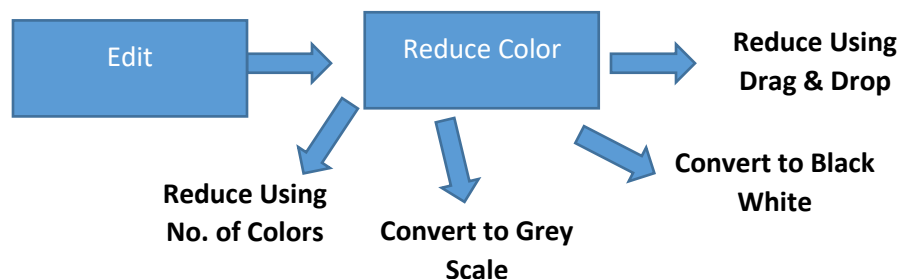 Edit
Reduce Color
Reduce Using
Drag & Drop
Convert to Black
White
Reduce Using
No. of Colors
Convert to Grey
Scale